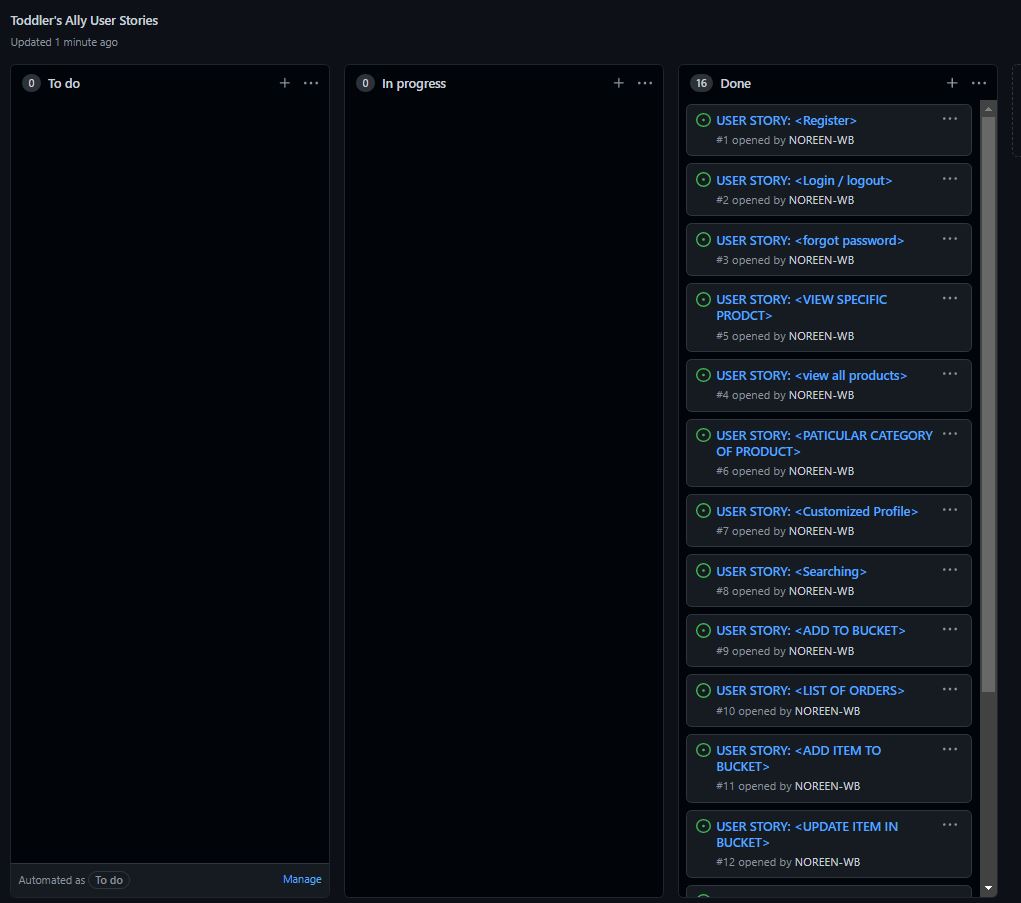 Toddler's Ally User Stories
Updated 1 minute ago
0 To do
0 In progress
16 Done
USER STORY: <Register>
#1 opened by NOREEN-WB
USER STORY: <Login / logout>
#2 opened by NOREEN-WB
USER STORY: <forgot password>
#3 opened by NOREEN-WB
USER STORY: <VIEW SPECIFIC
PRODCT>
#5 opened by NOREEN-WB
USER STORY: <view all products>
#4 opened by NOREEN-WB
USER STORY: <PATICULAR CATEGORY
OF PRODUCT>
#6 opened by NOREEN-WB
USER STORY: <Customized Profile>
#7 opened by NOREEN-WB
USER STORY: <Searching>
#8 opened by NOREEN-WB
USER STORY: <ADD TO BUCKET>
#9 opened by NOREEN-WB
USER STORY: <LIST OF ORDERS>
#10 opened by NOREEN-WB
USER STORY: <ADD ITEM TO
BUCKET>
#11 opened by NOREEN-WB
USER STORY: <UPDATE ITEM IN
BUCKET>
#12 opened by NOREEN-WB
Automated as To do
Manage